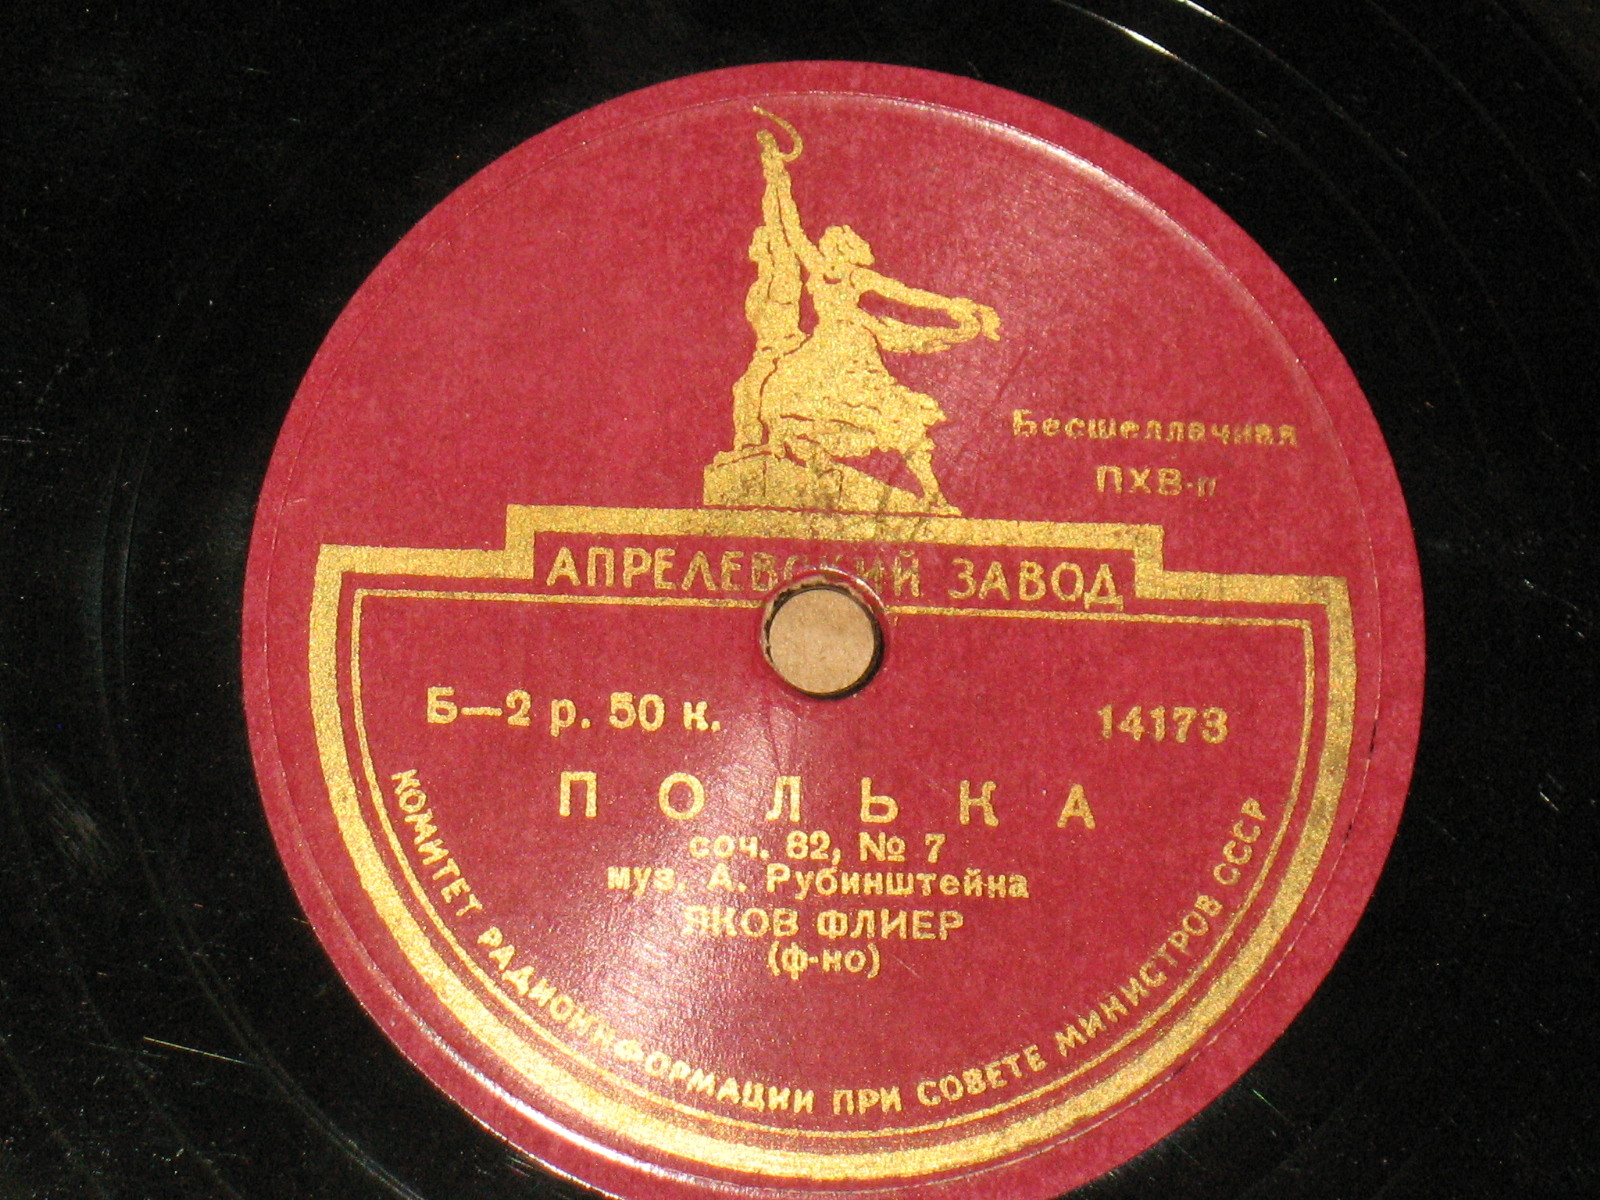 Бесшеллачная
ПХВ-п
АПРЕЛЕВСКИЙ ЗАВОД
Б—2 р. 50 к.
14173
ПОЛЬКА
соч. 82, № 7
муз. А. Рубинштейна
ЯКОВ ФЛИЕР
(ф-но)
КОМИТЕТ РАДИОИНФОРМАЦИИ ПРИ СОВЕТЕ МИНИСТРОВ СССР